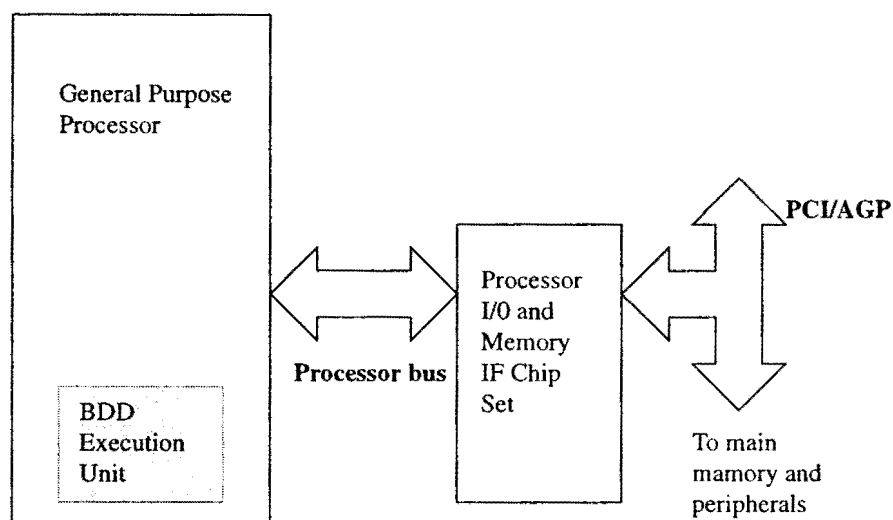 General Purpose
Processor
PCI/AGP
Processor
I/0 and
Memory
IF Chip
Set
Processor bus
BDD
Execution
Unit
To main
mamory and
peripherals